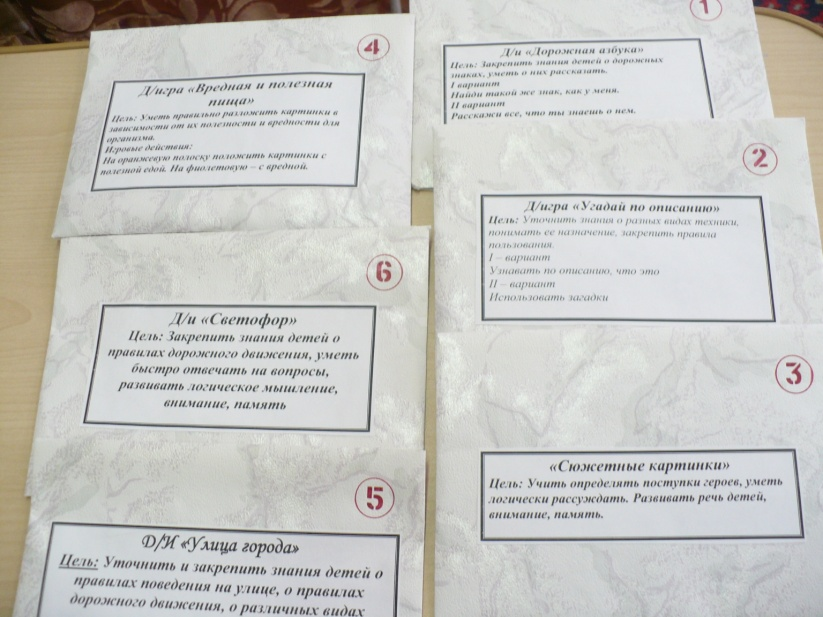 4
Д/игра «Вредная и полезная
пища»
Цель: Уметь правильно разложить картинки в
зависимости от их полезности и вредности для
организма.
Игровые действия:
На оранжевую полоску положить картинки с
полезной едой. На фиолетовую – с вредной.
1
Д/и «Дорожная азбука»
Цель: Закрепить знания детей о дорожных
знаках, уметь о них рассказать.
I вариант
Найди такой же знак, как у меня.
II вариант
Расскажи все, что ты знаешь о нем.
2
Д/игра «Угадай по описанию»
Цель: Уточнить знания о разных видах техники,
понимать ее назначение, закрепить правила
пользования.
I – вариант
Узнавать по описанию, что это
II – вариант
Использовать загадки
6
Д/и «Светофор»
Цель: Закрепить знания детей о
правилах дорожного движения, уметь
быстро отвечать на вопросы,
развивать логическое мышление,
внимание, память
3
«Сюжетные картинки»
Цель: Учить определять поступки героев, уметь
логически рассуждать. Развивать речь детей,
внимание, память.
5
Д/И «Улица города»
Цель: Уточнить и закрепить знания детей о
правилах поведения на улице, о правилах
дорожного движения, о различных видах